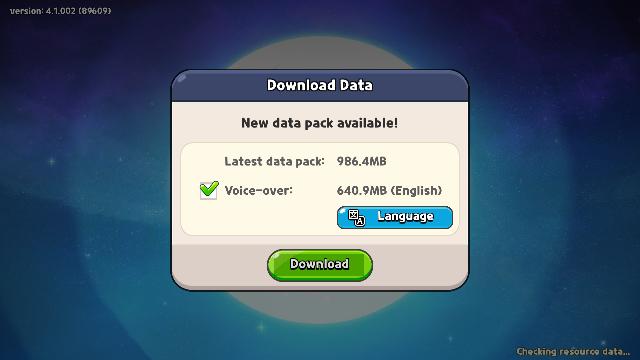 version: 4.1.002 (89609)
Download Data
New data pack available!
Latest data pack: 986.4MB
Voice-over: 640.9MB (English)
Language
Download
Checking resource data...